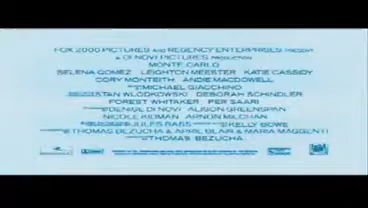 FOX 2000 PICTURES AND REGENCY ENTERPRISES PRESENT
A DI NOVI PICTURES PRODUCTION
MONTE CARLO
SELENA GOMEZ LEIGHTON MEESTER KATIE CASSIDY
CORY MONTEITH ANDIE MACDOWELL
MICHAEL GIACCHINO
STAN WLODKOWSKI DEBORAH SCHINDLER
FOREST WHITAKER PER SAARI
DENISE DI NOVI ALISON GREENSPAN
NICOLE KIDMAN ARNON MILCHAN
JULES BASS KELLY BOWE
THOMAS BEZUCHA & APRIL BLAIR & MARIA MAGGENTI
THOMAS BEZUCHA